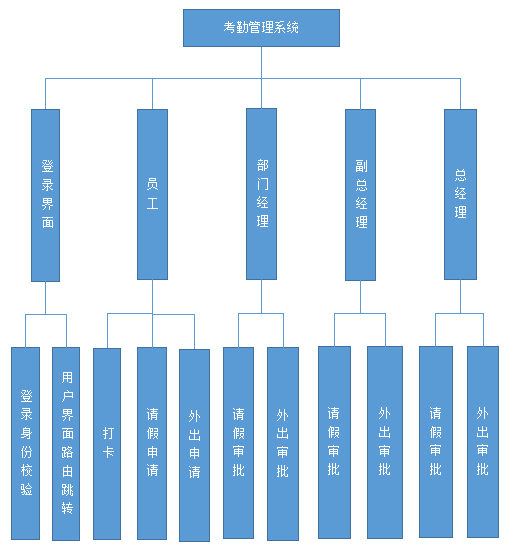 考勤管理系统
登录界面
员工
部门经理
副总经理
总经理
登录身份校验
用户界面路由跳转
打卡
请假申请
外出申请
请假审批
外出审批
请假审批
外出审批
请假审批
外出审批